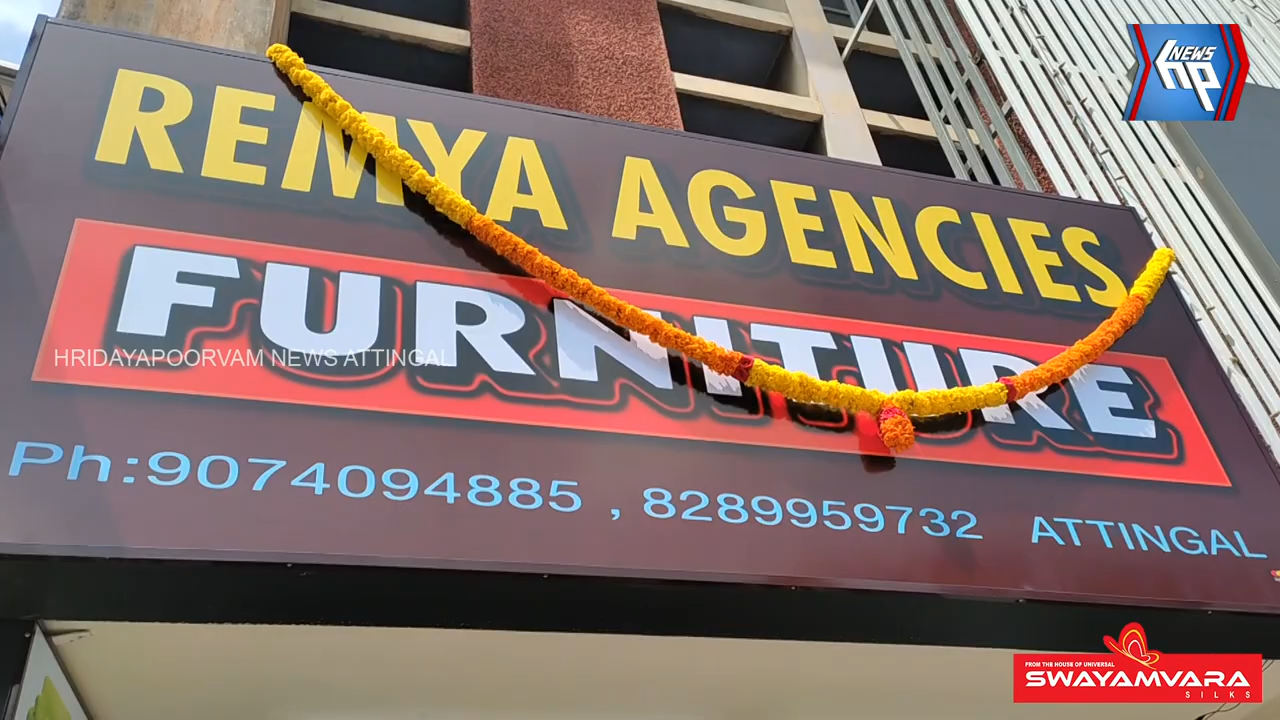 NEWS
hp
REMYA AGENCIES
FURNITURE
HRIDAYAPOORVAM NEWS ATTINGAL
Ph:9074094885 , 8289959732 ATTINGAL
FROM THE HOUSE OF UNIVERSAL
SWAYAMVARA
SILKS